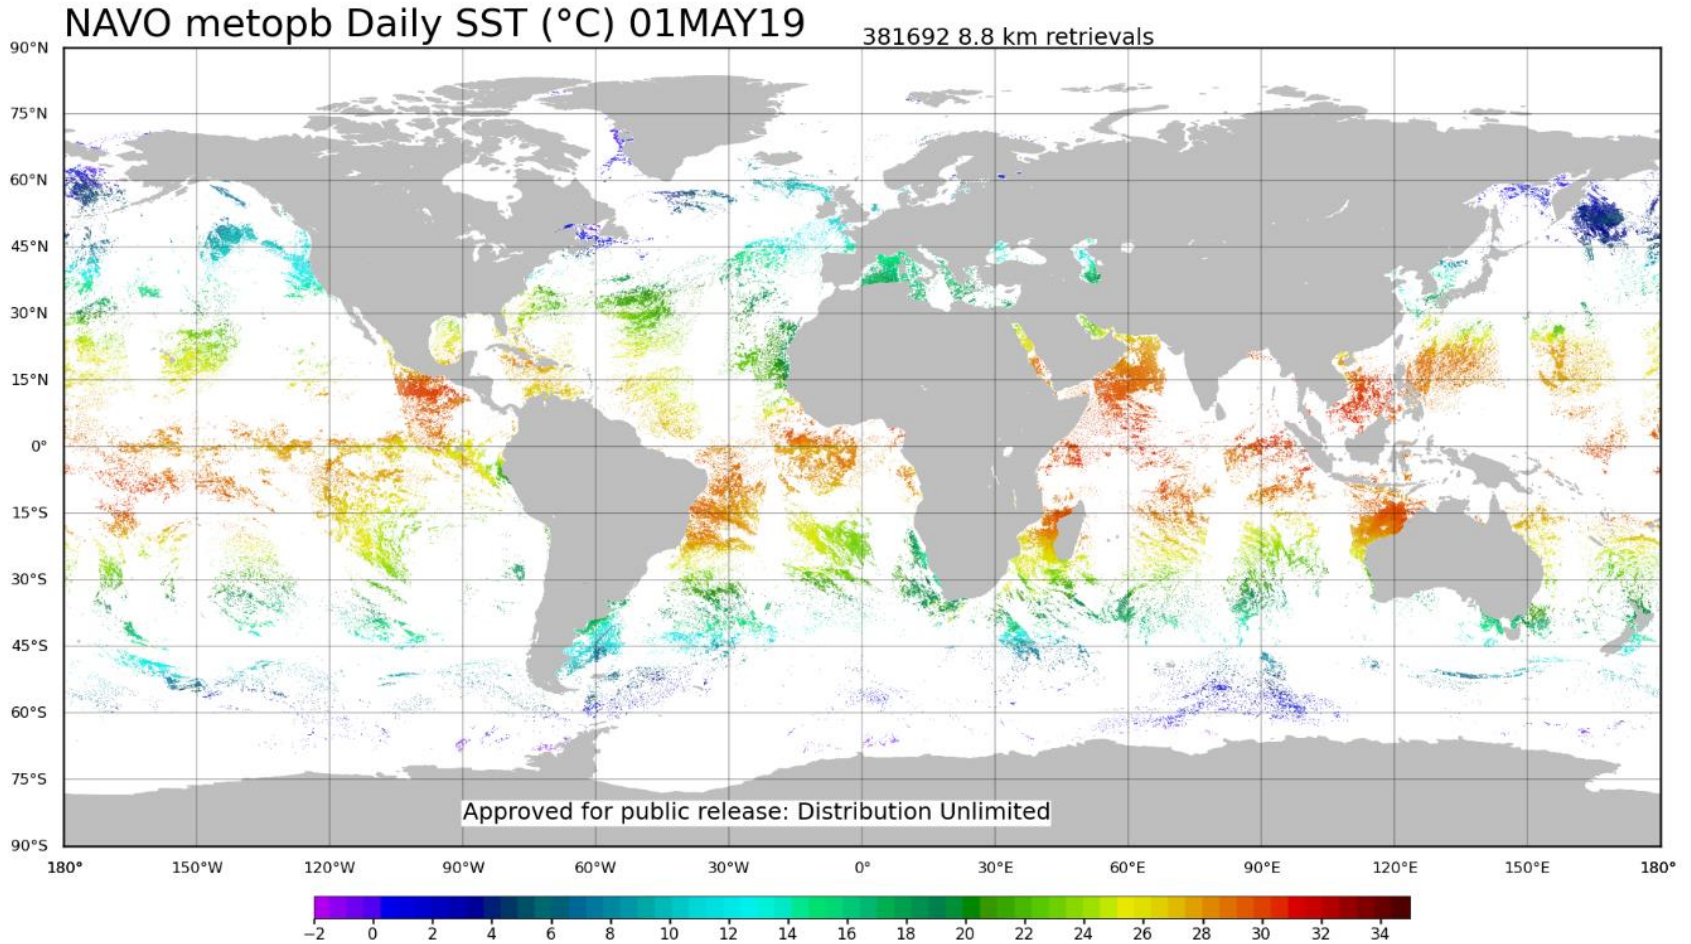 NAVO metopb Daily SST (°C) 01MAY19
381692 8.8 km retrievals
90°N
75°N
60°N
45°N
30°N
15°N
0°
15°S
30°S
45°S
60°S
75°S
90°S
Approved for public release: Distribution Unlimited
180° 150°W 120°W 90°W 60°W 30°W 0° 30°E 60°E 90°E 120°E 150°E 180°
−2 0 2 4 6 8 10 12 14 16 18 20 22 24 26 28 30 32 34